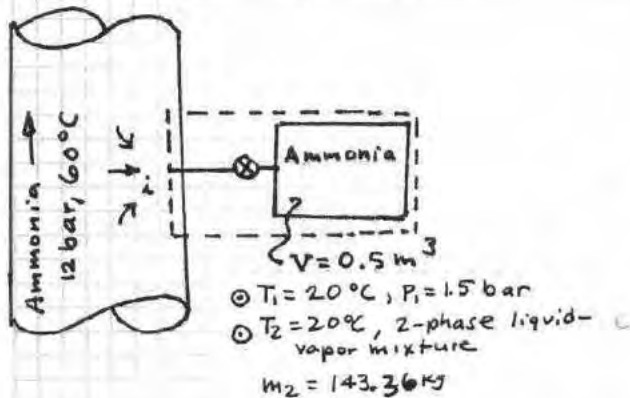 Ammonia
12 bar, 60°C
i
Ammonia
V = 0.5 m³
⊙ T₁ = 20°C, P₁ = 1.5 bar
⊙ T₂ = 20°C, 2-phase liquid-
vapor mixture
m₂ = 143.36 kg